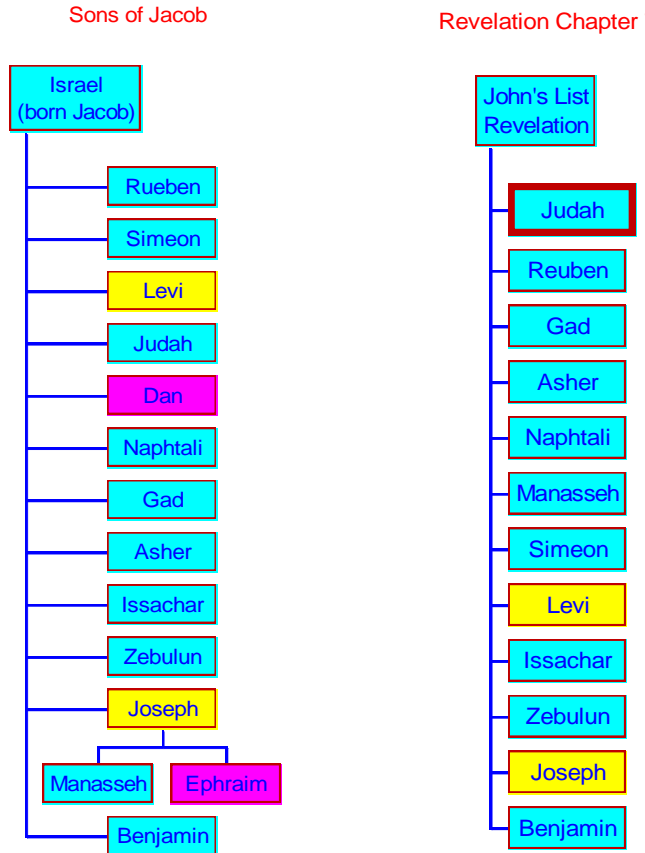 Sons of Jacob
Israel
(born Jacob)
Rueben
Simeon
Levi
Judah
Dan
Naphtali
Gad
Asher
Issachar
Zebulun
Joseph
Manasseh
Ephraim
Benjamin
Revelation Chapter
John's List
Revelation
Judah
Reuben
Gad
Asher
Naphtali
Manasseh
Simeon
Levi
Issachar
Zebulun
Joseph
Benjamin